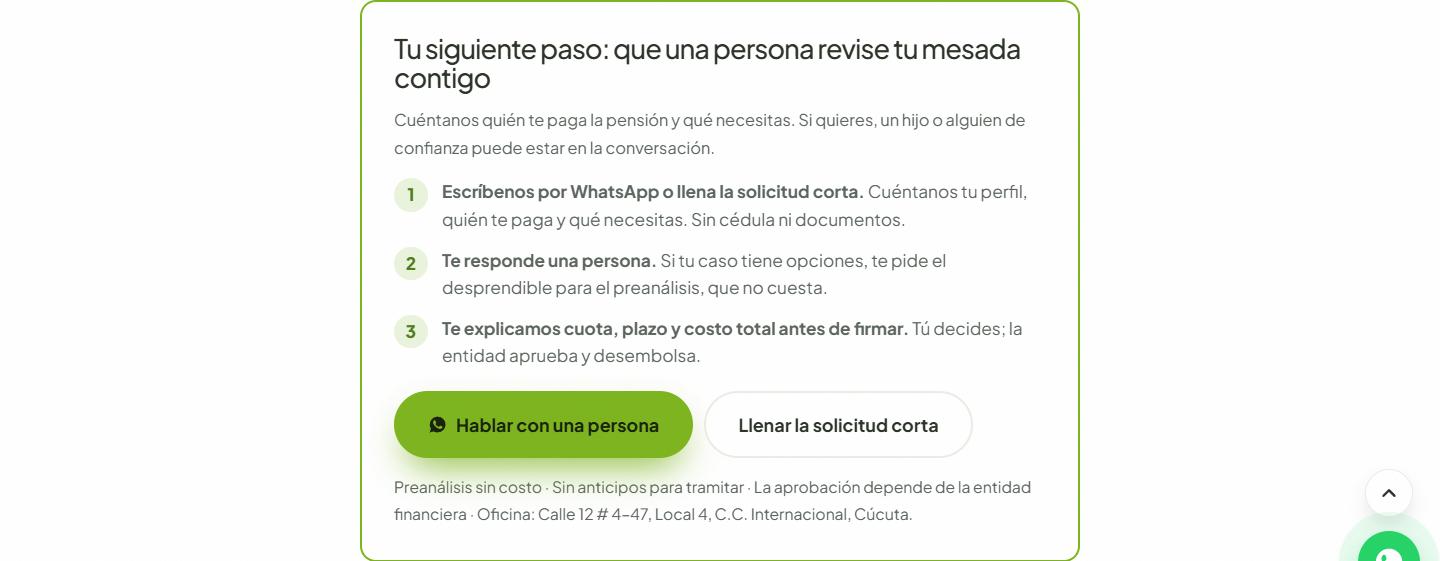 Tu siguiente paso: que una persona revise tu mesada
contigo
Cuéntanos quién te paga la pensión y qué necesitas. Si quieres, un hijo o alguien de
confianza puede estar en la conversación.
1 Escríbenos por WhatsApp o llena la solicitud corta. Cuéntanos tu perfil,
quién te paga y qué necesitas. Sin cédula ni documentos.
2 Te responde una persona. Si tu caso tiene opciones, te pide el
desprendible para el preanálisis, que no cuesta.
3 Te explicamos cuota, plazo y costo total antes de firmar. Tú decides; la
entidad aprueba y desembolsa.
Hablar con una persona
Llenar la solicitud corta
Preanálisis sin costo · Sin anticipos para tramitar · La aprobación depende de la entidad
financiera · Oficina: Calle 12 # 4–47, Local 4, C.C. Internacional, Cúcuta.